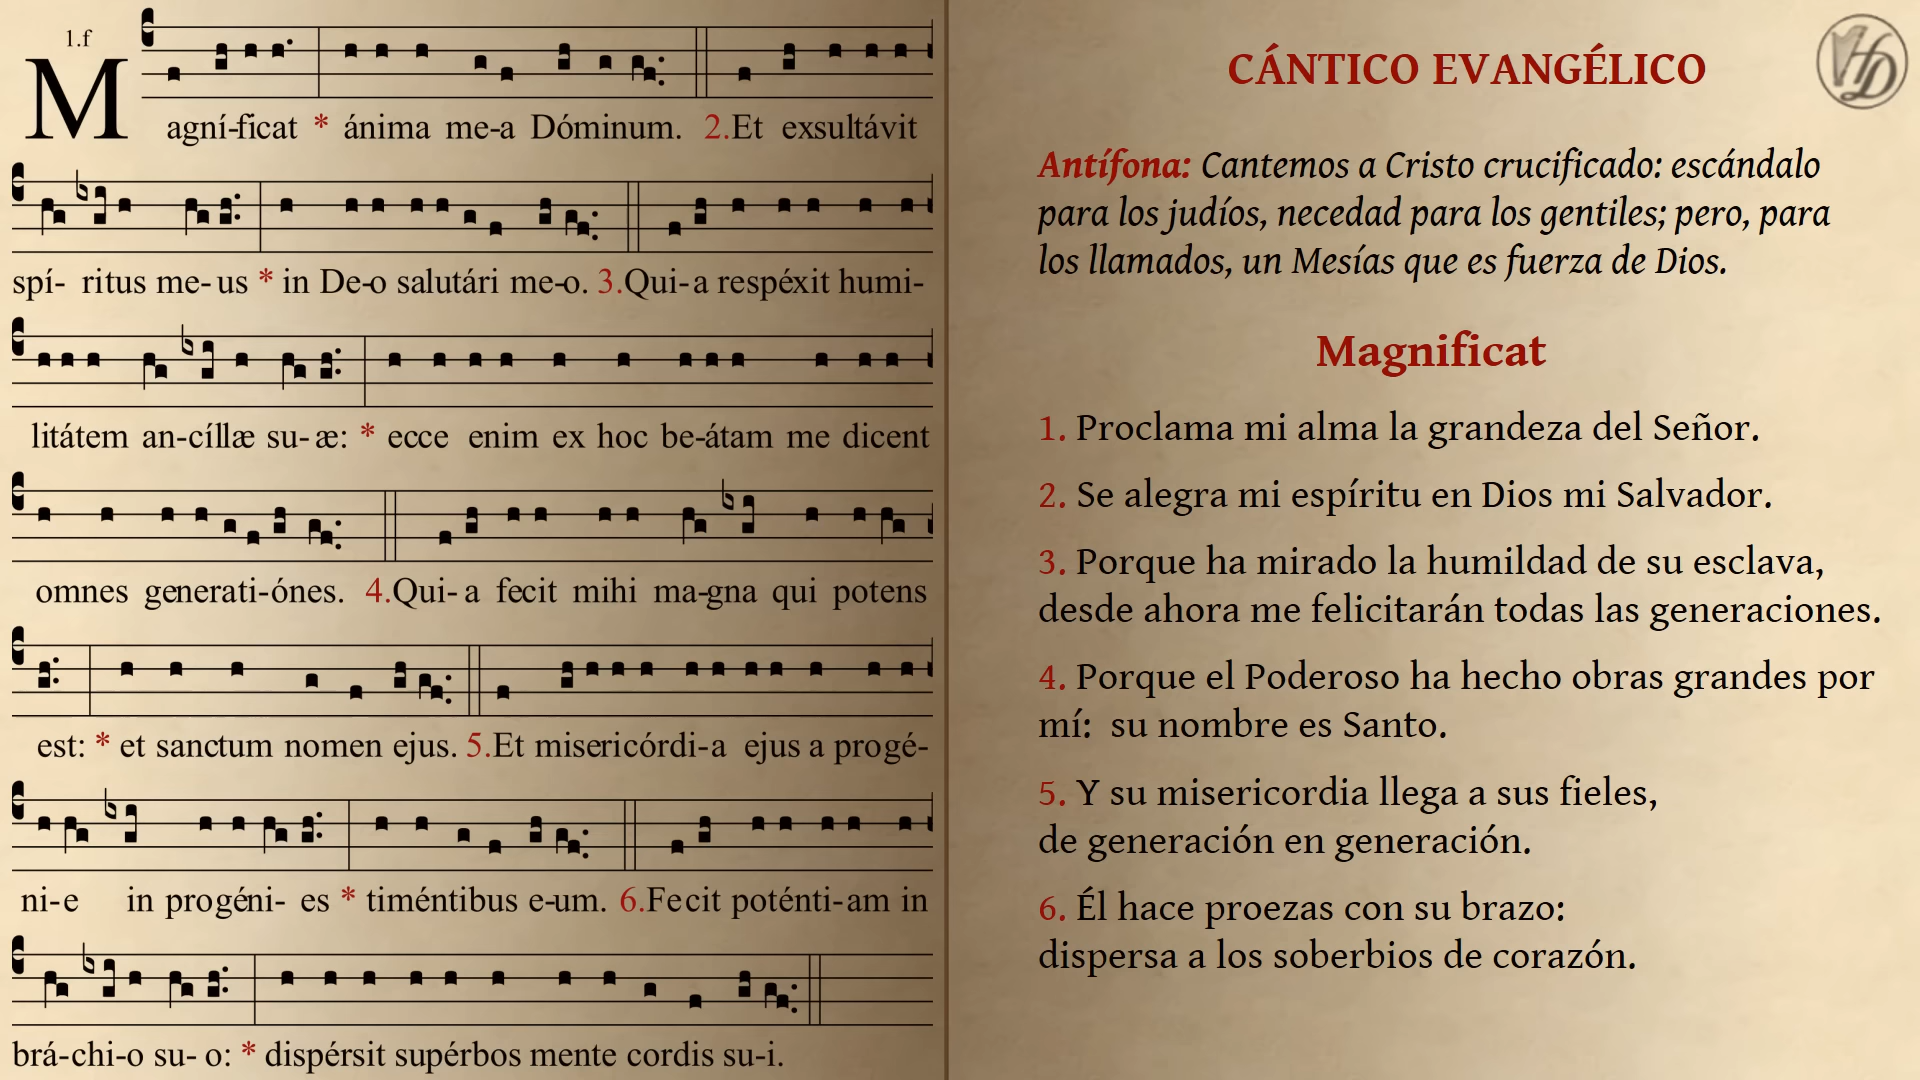 1.f
Magní-ficat * ánima me-a Dóminum. 2.Et exsultávit
spí- ritus me- us * in De-o salutári me-o. 3.Qui- a respéxit humi-
litátem an-cíllæ su- æ: * ecce enim ex hoc be-átam me dicent
omnes generati-ónes. 4.Qui- a fecit mihi ma-gna qui potens
est: * et sanctum nomen ejus. 5.Et misericórdi-a ejus a progé-
ni-e in progéni- es * timéntibus e-um. 6.Fecit poténti-am in
brá-chi-o su- o: * dispérsit supérbos mente cordis su-i.
CÁNTICO EVANGÉLICO
HD
Antífona: Cantemos a Cristo crucificado: escándalo
para los judíos, necedad para los gentiles; pero, para
los llamados, un Mesías que es fuerza de Dios.
Magnificat
1. Proclama mi alma la grandeza del Señor.
2. Se alegra mi espíritu en Dios mi Salvador.
3. Porque ha mirado la humildad de su esclava,
desde ahora me felicitarán todas las generaciones.
4. Porque el Poderoso ha hecho obras grandes por
mí:  su nombre es Santo.
5. Y su misericordia llega a sus fieles,
de generación en generación.
6. Él hace proezas con su brazo:
dispersa a los soberbios de corazón.